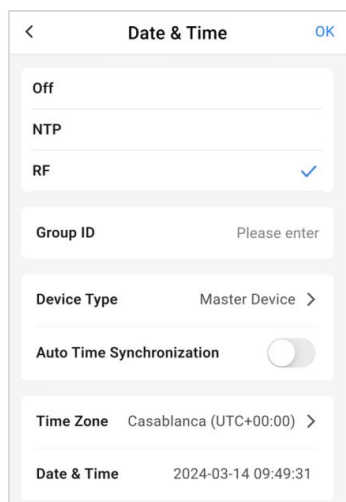 Date & Time OK
Off
NTP
RF
Group ID Please enter
Device Type Master Device
Auto Time Synchronization
Time Zone Casablanca (UTC+00:00)
Date & Time 2024-03-14 09:49:31